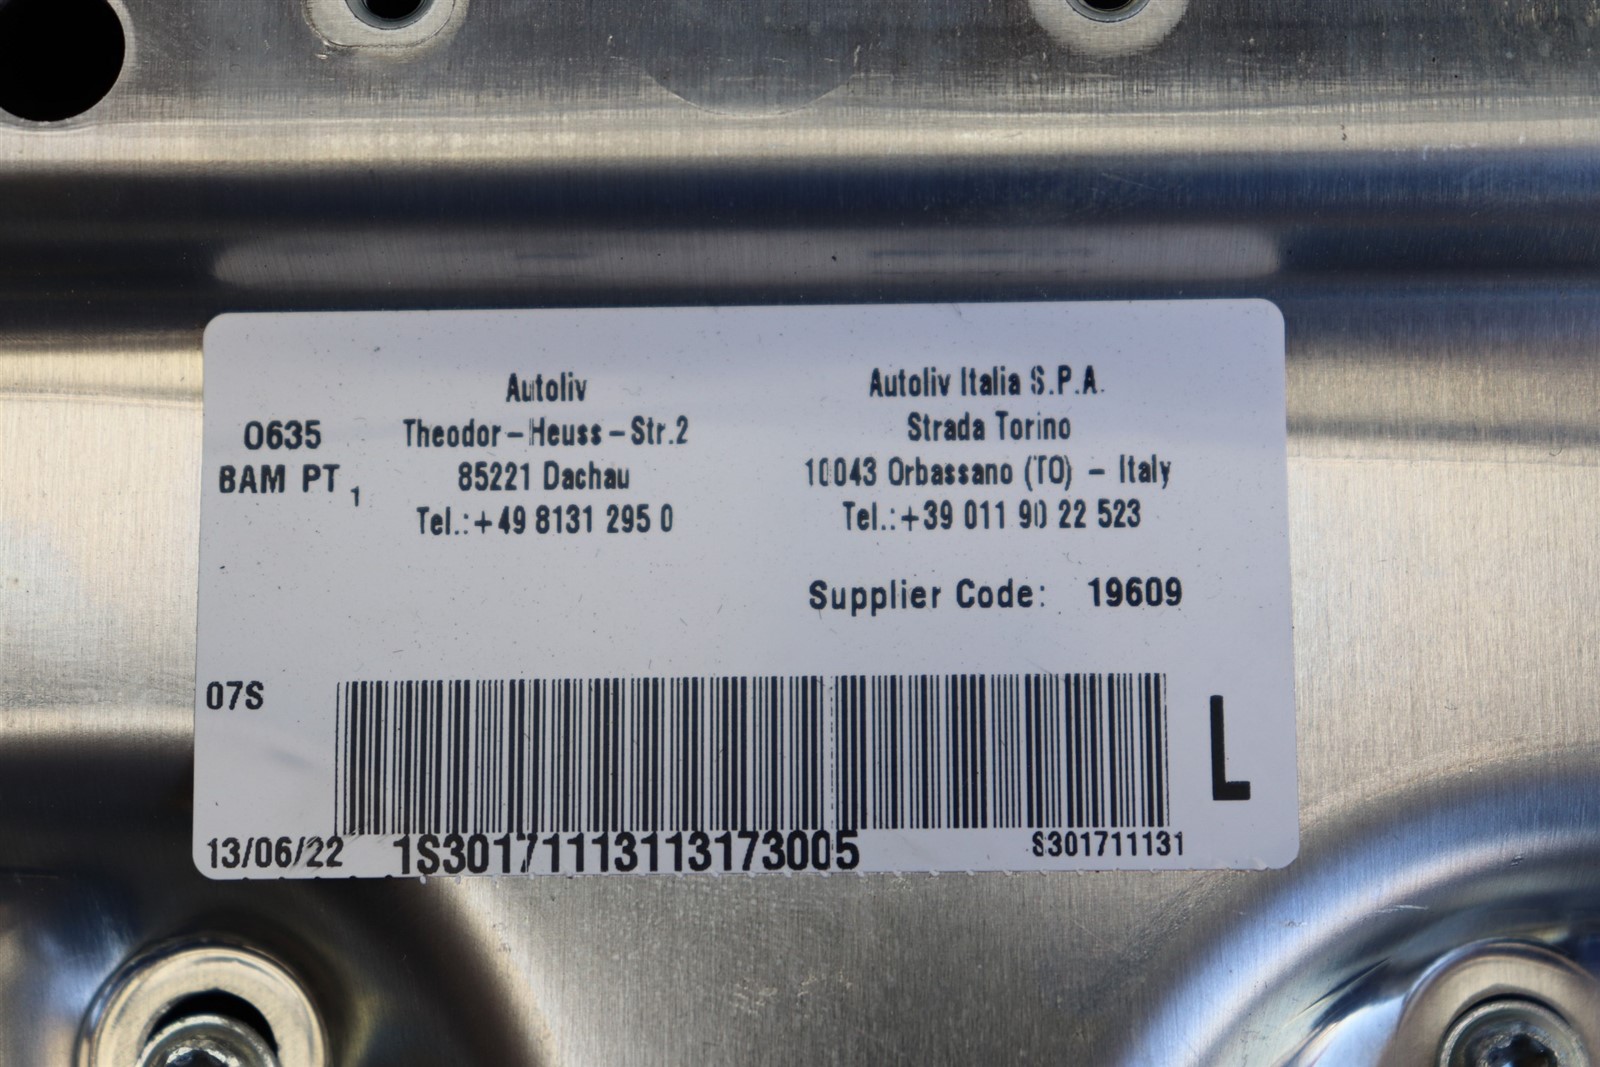 0635
BAM PT 1
Autoliv
Theodor-Heuss-Str.2
85221 Dachau
Tel.:+49 8131 295 0
Autoliv Italia S.P.A.
Strada Torino
10043 Orbassano (TO) - Italy
Tel.:+39 011 90 22 523
Supplier Code: 19609
07S
L
13/06/22
1S301711113113173005
S301711131